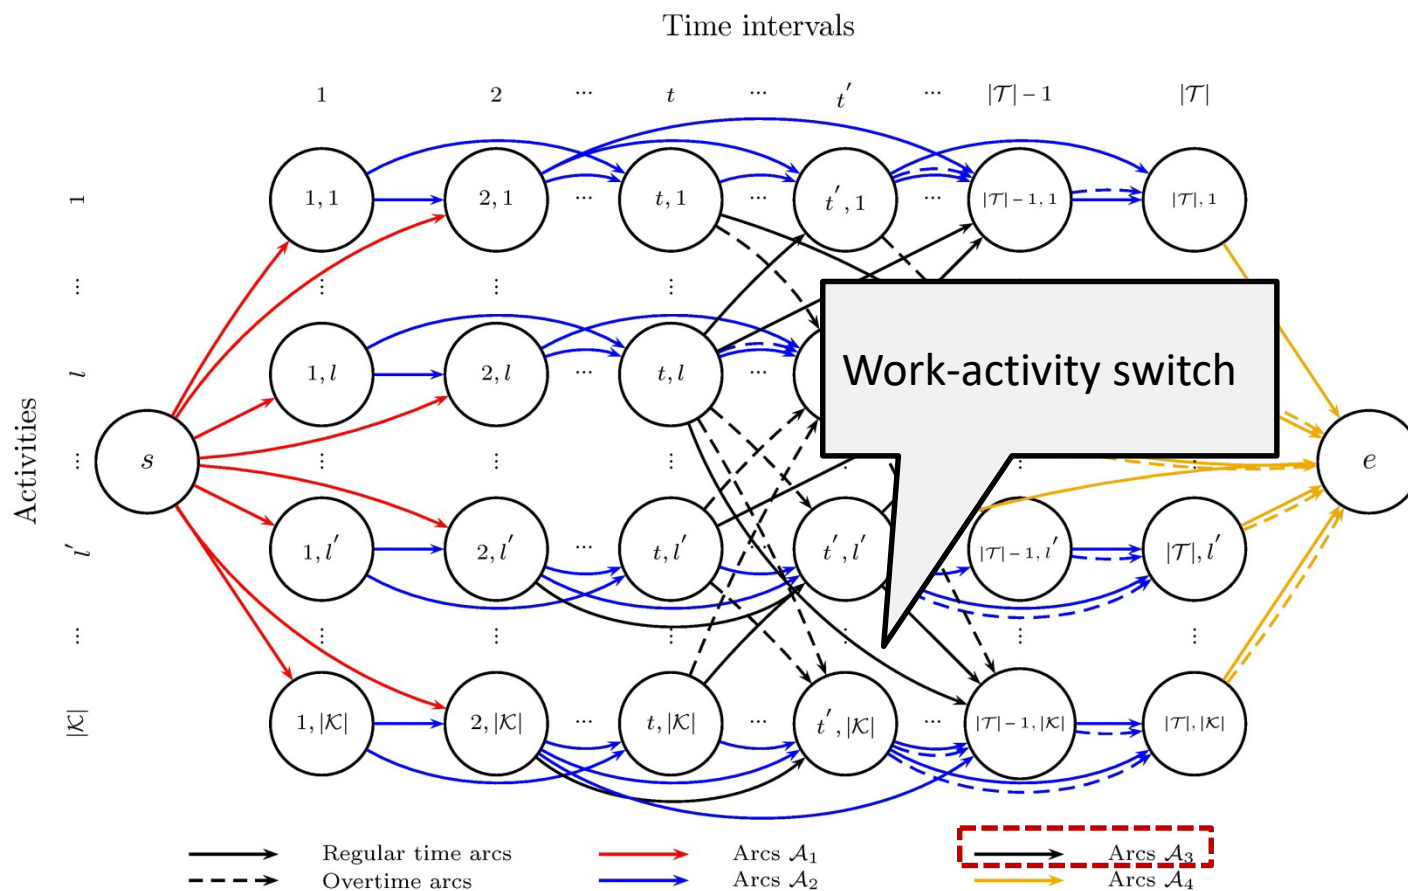 Time intervals
1 2 ... t ... t′ ... |𝒯| − 1 |𝒯|
Activities
1 ... l ... l′ ... |𝒦|
1, 1 2, 1 ... t, 1 ... t′, 1 ... |𝒯| − 1, 1 |𝒯|, 1
⋮ ⋮
1, l 2, l ... t, l ...
Work-activity switch
s ⋮ ⋮ ⋮ ⋮ ⋮ ⋮ e
1, l′ 2, l′ ... t, l′ ... t′, l′ |𝒯| − 1, l′ |𝒯|, l′
⋮ ⋮ ⋮ ⋮ ⋮ ⋮
1, |𝒦| 2, |𝒦| ... t, |𝒦| ... t′, |𝒦| ... |𝒯| − 1, |𝒦| |𝒯|, |𝒦|
Regular time arcs Arcs 𝒜₁ Arcs 𝒜₃
Overtime arcs Arcs 𝒜₂ Arcs 𝒜₄